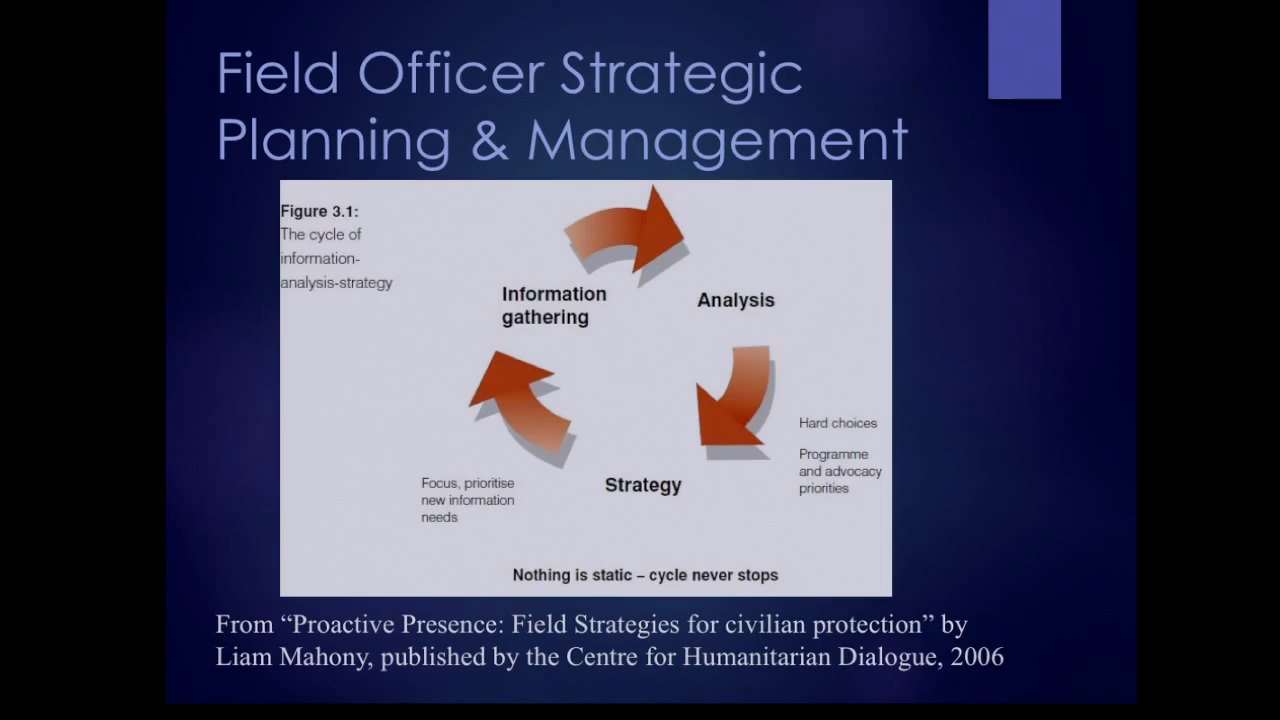 Field Officer Strategic
Planning & Management
Figure 3.1:
The cycle of
information-
analysis-strategy
Information
gathering
Analysis
Hard choices
Programme
and advocacy
priorities
Strategy
Focus, prioritise
new information
needs
Nothing is static – cycle never stops
From “Proactive Presence: Field Strategies for civilian protection” by
Liam Mahony, published by the Centre for Humanitarian Dialogue, 2006